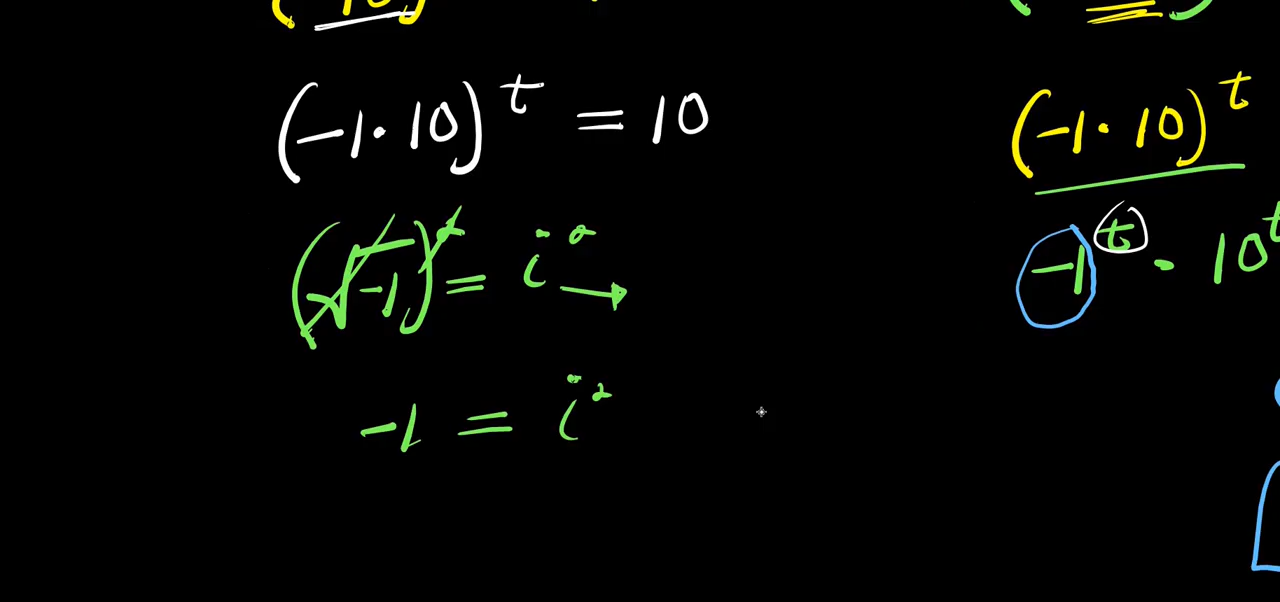 (-1·10)^t = 10
(-1·10)^t
(√-1)² = i²
-1^t · 10^t
-1 = i²